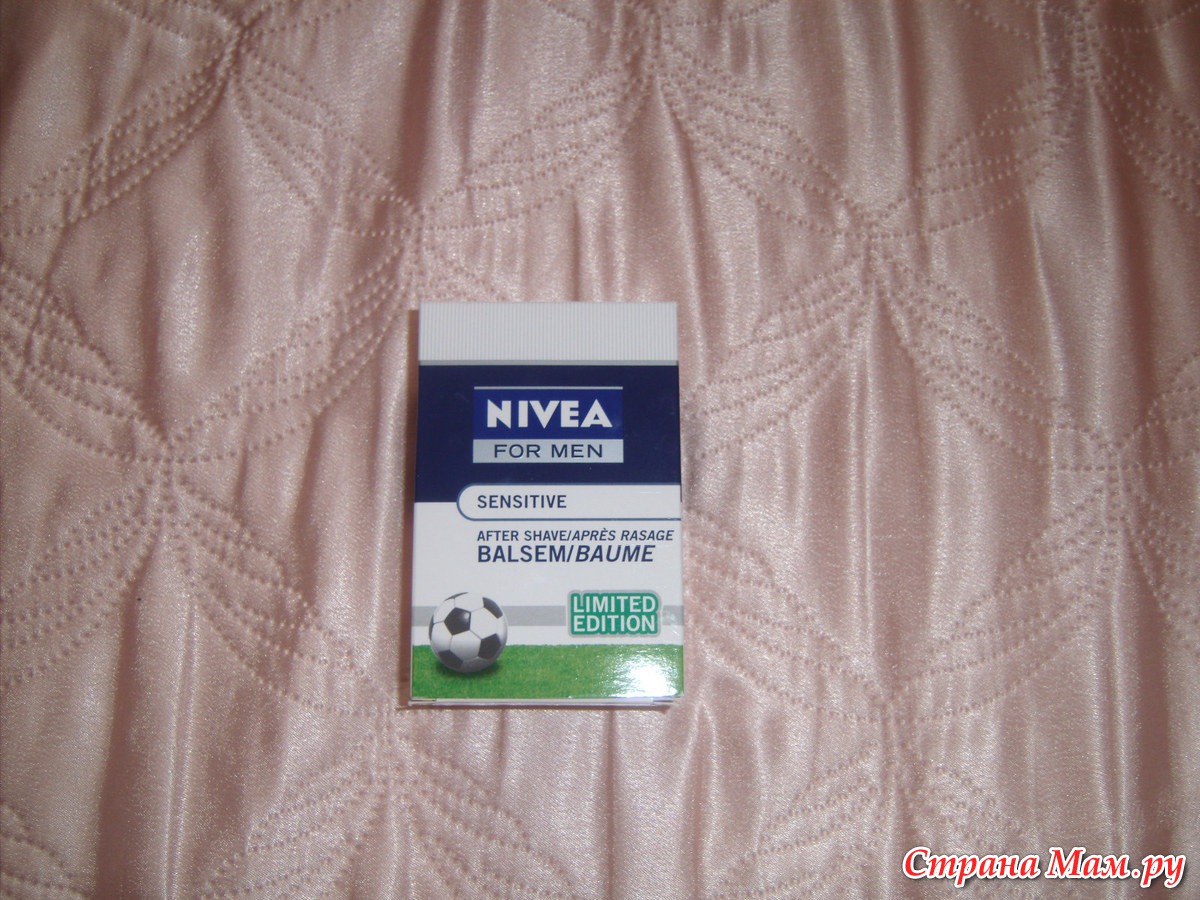 NIVEA
FOR MEN
SENSITIVE
AFTER SHAVE/APRÈS RASAGE
BALSEM/BAUME
LIMITED
EDITION
Страна Мам.ру